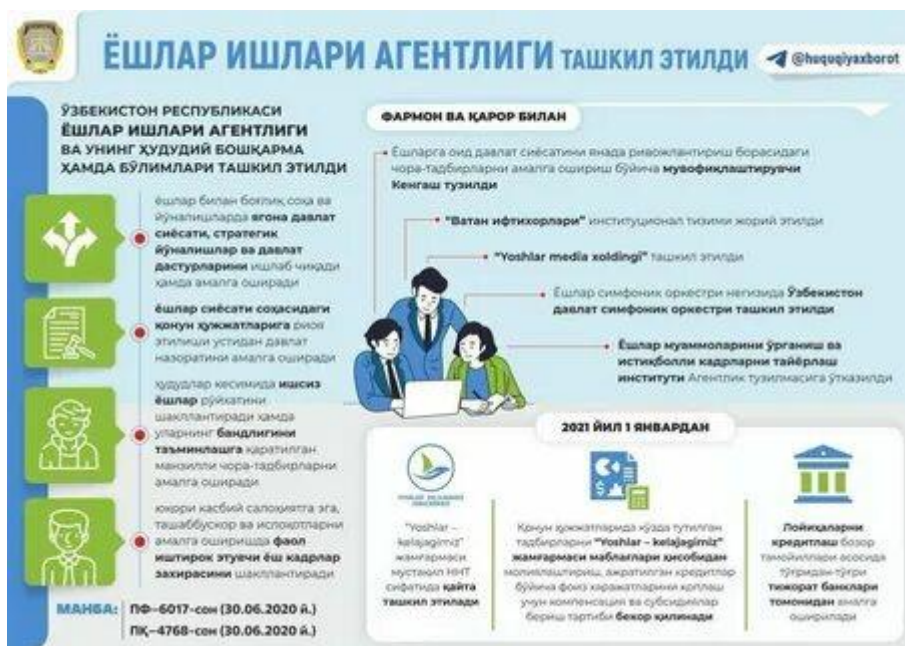 ЁШЛАР ИШЛАРИ АГЕНТЛИГИ ТАШКИЛ ЭТИЛДИ
@huquqiyaxborot
ЎЗБЕКИСТОН РЕСПУБЛИКАСИ
ЁШЛАР ИШЛАРИ АГЕНТЛИГИ
ВА УНИНГ ҲУДУДИЙ БОШҚАРМА
ҲАМДА БЎЛИМЛАРИ ТАШКИЛ ЭТИЛДИ
ёшлар билан боғлиқ соҳа ва
йўналишларда ягона давлат
сиёсати, стратегик
йўналишлар ва давлат
дастурларини ишлаб чиқади
ҳамда амалга оширади
ёшлар сиёсати соҳасидаги
қонун ҳужжатларига риоя
этилиши устидан давлат
назоратини амалга оширади
ҳудудлар кесимида ишсиз
ёшлар рўйхатини
шакллантиради ҳамда
уларнинг бандлигини
таъминлашга қаратилган
манзилли чора-тадбирларни
амалга оширади
юқори касбий салоҳиятга эга,
ташаббускор ва ислоҳотларни
амалга оширишда фаол
иштирок этувчи ёш кадрлар
захирасини шакллантиради
МАНБА: ПФ–6017-сон (30.06.2020 й.)
ПҚ–4768-сон (30.06.2020 й.)
ФАРМОН ВА ҚАРОР БИЛАН
Ёшларга оид давлат сиёсатини янада ривожлантириш борасидаги
чора-тадбирларни амалга ошириш бўйича мувофиқлаштирувчи
Кенгаш тузилди
"Ватан ифтихорлари" институционал тизими жорий этилди
"Yoshlar media xoldingi" ташкил этилди
Ёшлар симфоник оркестри негизида Ўзбекистон
давлат симфоник оркестри ташкил этилди
Ёшлар муаммоларини ўрганиш ва
истиқболли кадрларни тайёрлаш
институти Агентлик тузилмасига ўтказилди
2021 ЙИЛ 1 ЯНВАРДАН
"Yoshlar –
kelajagimiz"
жамғармаси
мустақил ННТ
сифатида қайта
ташкил этилади
Қонун ҳужжатларида кўзда тутилган
тадбирларни "Yoshlar – kelajagimiz"
жамғармаси маблағлари ҳисобидан
молиялаштириш, ажратилган кредитлар
бўйича фоиз харажатларини қоплаш
учун компенсация ва субсидиялар
бериш тартиби бекор қилинади
Лойиҳаларни
кредитлаш бозор
тамойиллари асосида
тўғридан-тўғри
тижорат банклари
томонидан амалга
оширилади